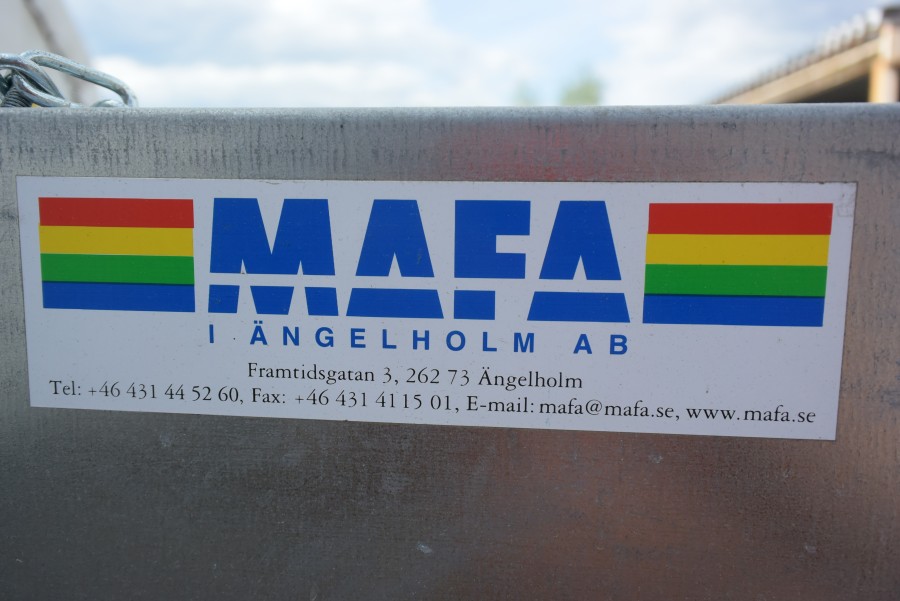 MAFA
I ÄNGELHOLM AB
Framtidsgatan 3, 262 73 Ängelholm
Tel: +46 431 44 52 60, Fax: +46 431 41 15 01, E-mail: mafa@mafa.se, www.mafa.se